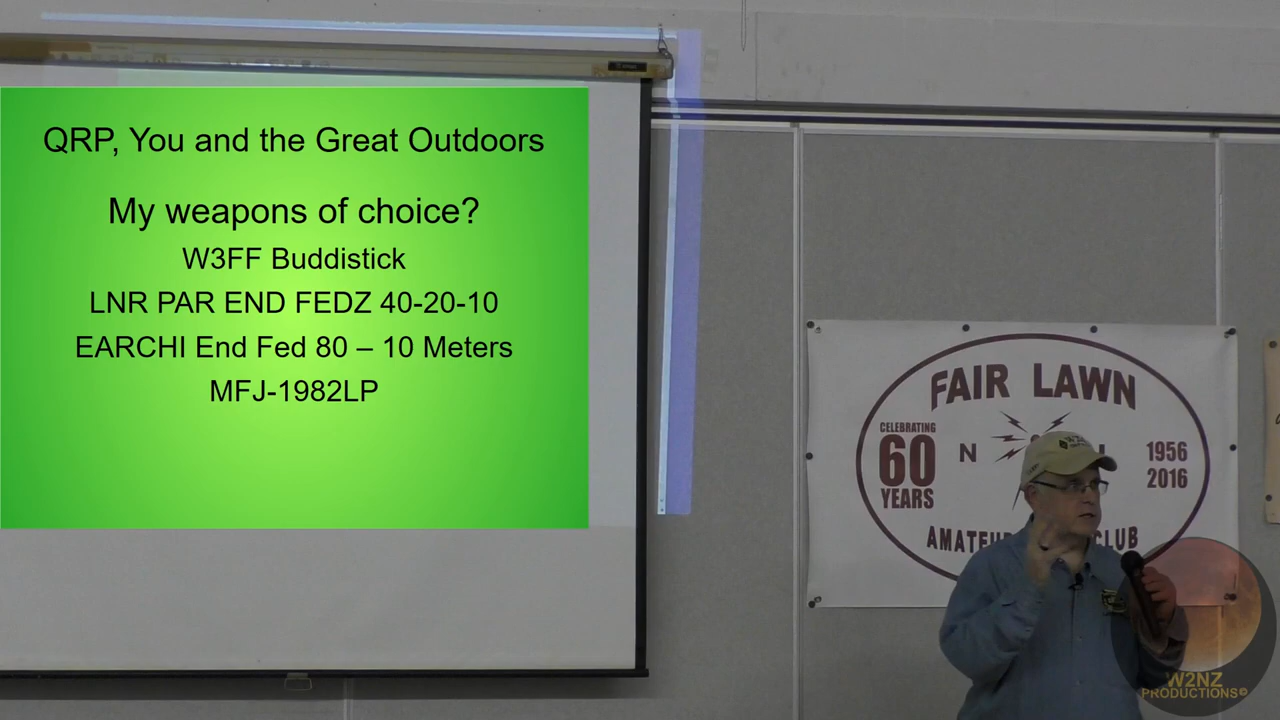 QRP, You and the Great Outdoors
My weapons of choice?
W3FF Buddistick
LNR PAR END FEDZ 40-20-10
EARCHI End Fed 80 – 10 Meters
MFJ-1982LP
FAIR LAWN
CELEBRATING
60
YEARS
N
1956
2016
CLUB
W2NZ
PRODUCTIONS©